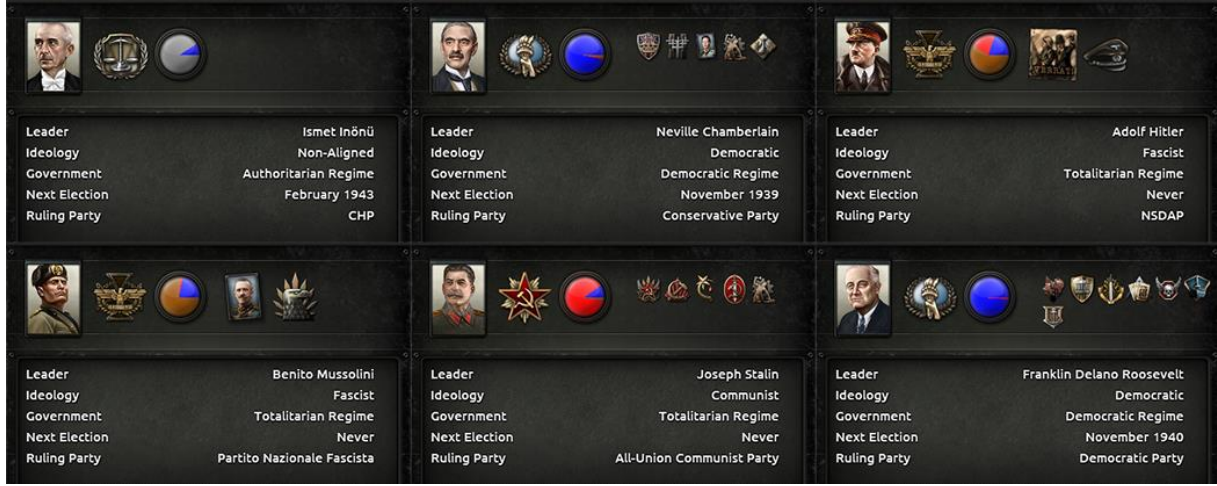 VERRAT
Leader Ismet Inönü
Ideology Non-Aligned
Government Authoritarian Regime
Next Election February 1943
Ruling Party CHP
Leader Neville Chamberlain
Ideology Democratic
Government Democratic Regime
Next Election November 1939
Ruling Party Conservative Party
Leader Adolf Hitler
Ideology Fascist
Government Totalitarian Regime
Next Election Never
Ruling Party NSDAP
Leader Benito Mussolini
Ideology Fascist
Government Totalitarian Regime
Next Election Never
Ruling Party Partito Nazionale Fascista
Leader Joseph Stalin
Ideology Communist
Government Totalitarian Regime
Next Election Never
Ruling Party All-Union Communist Party
Leader Franklin Delano Roosevelt
Ideology Democratic
Government Democratic Regime
Next Election November 1940
Ruling Party Democratic Party